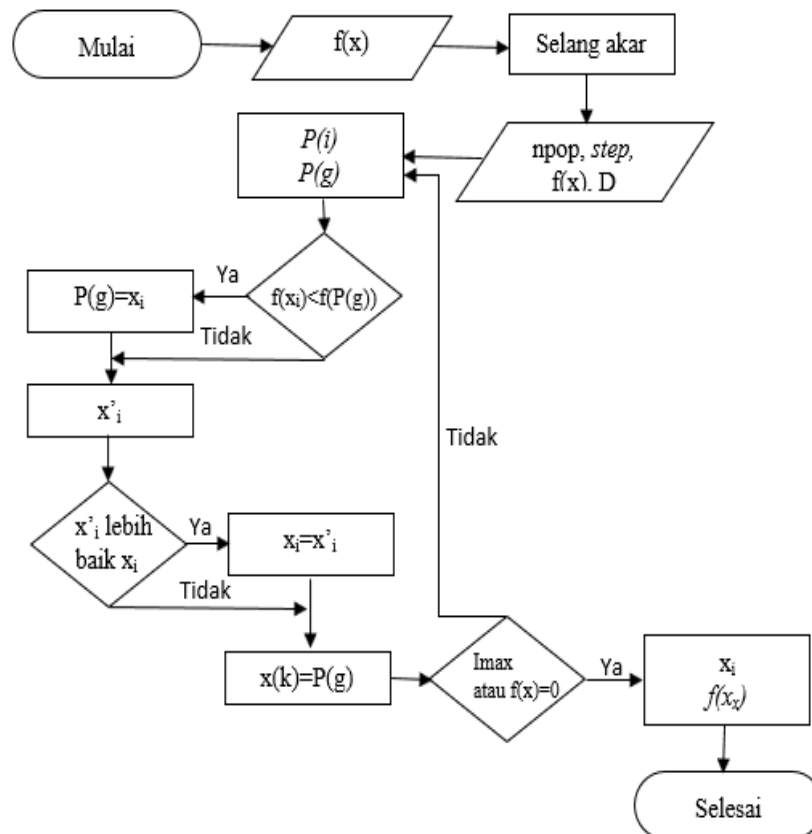 Mulai
f(x)
Selang akar
npop, step,
f(x), D
P(i)
P(g)
f(xᵢ)<f(P(g))
Ya
P(g)=xᵢ
Tidak
x’ᵢ
x’ᵢ lebih
baik xᵢ
Ya
xᵢ=x’ᵢ
Tidak
x(k)=P(g)
Imax
atau f(x)=0
Tidak
Ya
xᵢ
f(xₓ)
Selesai